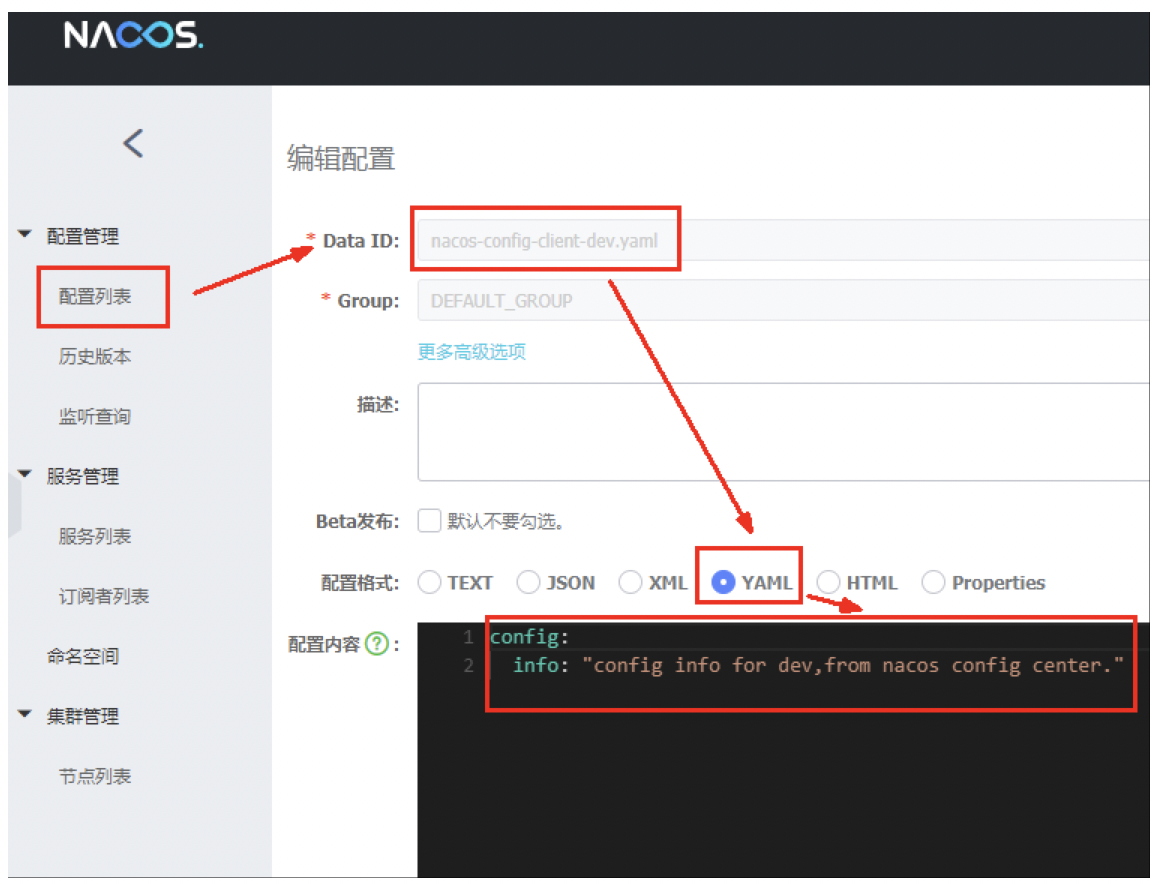 NACOS.
编辑配置
配置管理
* Data ID: nacos-config-client-dev.yaml
配置列表
* Group: DEFAULT_GROUP
历史版本
更多高级选项
描述:
监听查询
服务管理
Beta发布: 默认不要勾选。
服务列表
配置格式: TEXT JSON XML YAML HTML Properties
订阅者列表
配置内容 ? :
1 config:
2 info: "config info for dev,from nacos config center."
命名空间
集群管理
节点列表